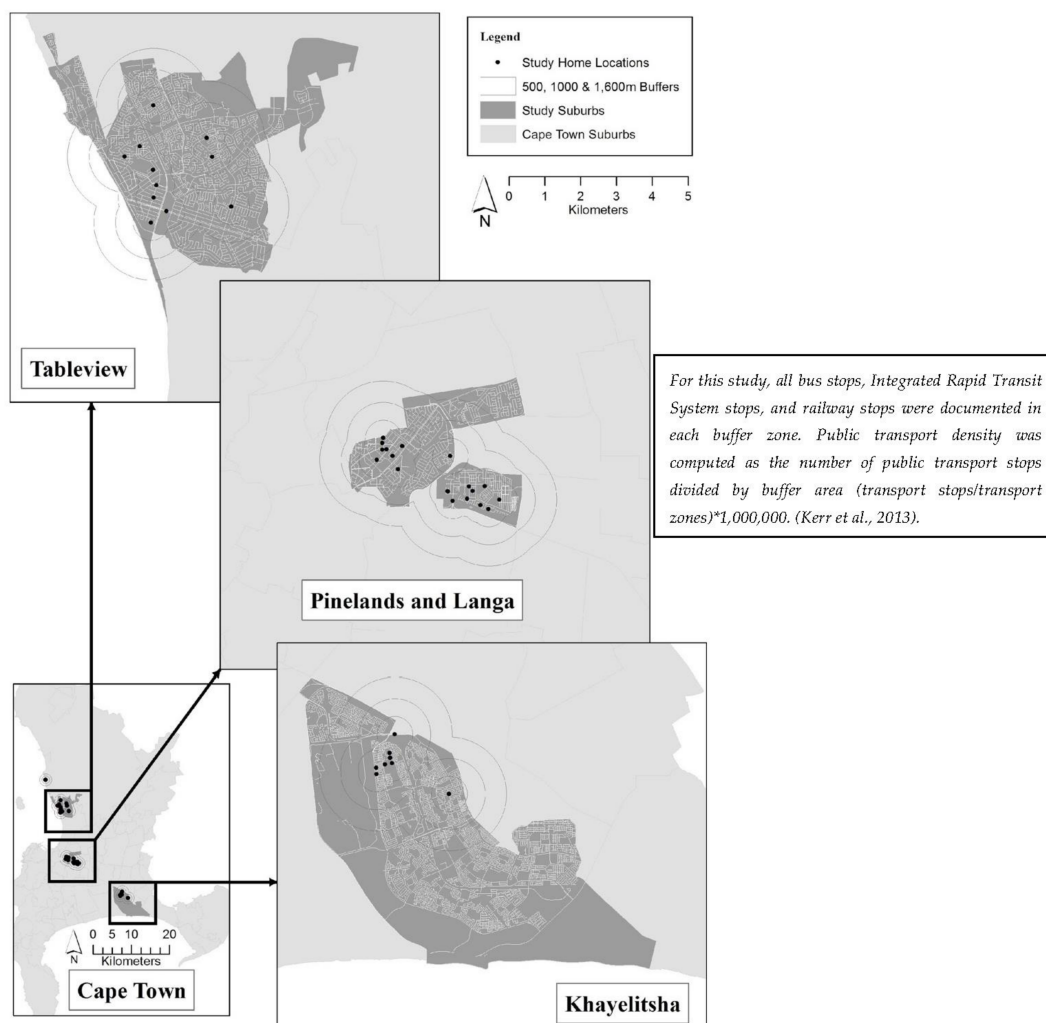 Legend
Study Home Locations
500, 1000 & 1,600m Buffers
Study Suburbs
Cape Town Suburbs
N
0 1 2 3 4 5
Kilometers
Tableview
For this study, all bus stops, Integrated Rapid Transit
System stops, and railway stops were documented in
each buffer zone. Public transport density was
computed as the number of public transport stops
divided by buffer area (transport stops/transport
zones)*1,000,000. (Kerr et al., 2013).
Pinelands and Langa
N
0 5 10 20
Kilometers
Cape Town
Khayelitsha